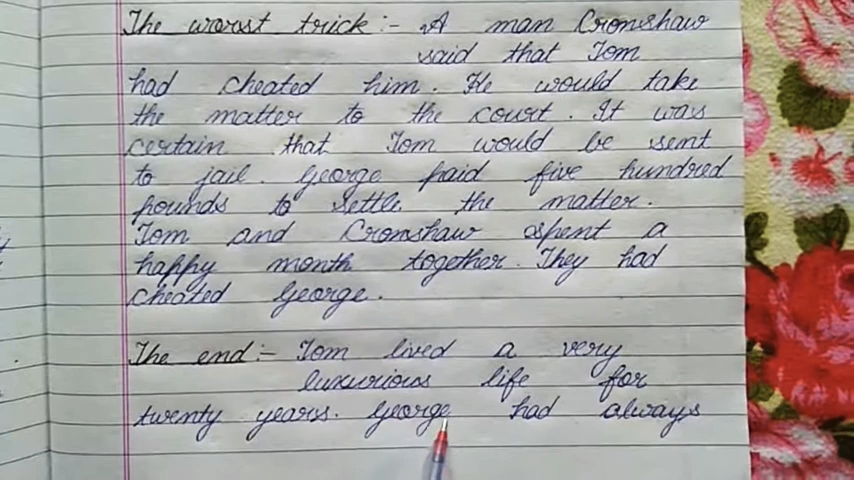 The worst trick :- A man Cronshaw
said that Tom
had cheated him. He would take
the matter to the court. It was
certain that Tom would be sent
to jail. George paid five hundred
pounds to settle the matter.
Tom and Cronshaw spent a
happy month together. They had
cheated George.
The end :- Tom lived a very
luxurious life for
twenty years. George had always